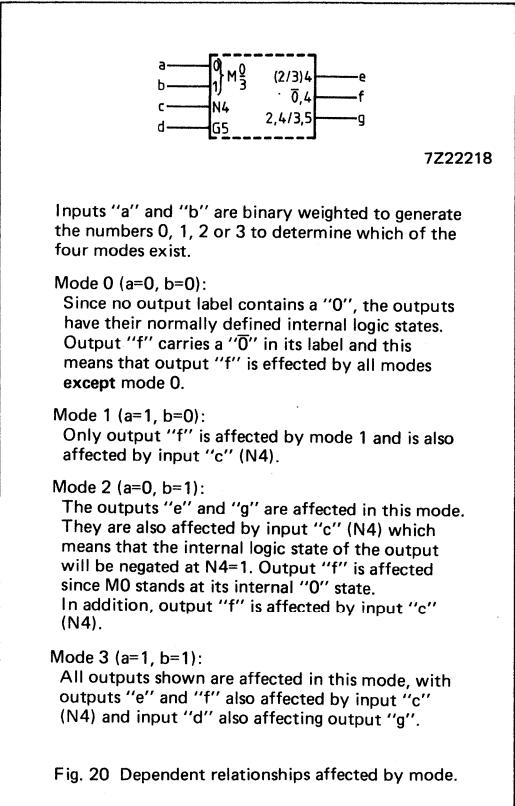 a 0 M 0/3 (2/3)4 e
b 1 0̅,4 f
c N4 2,4/3,5 g
d G5
7Z22218
Inputs "a" and "b" are binary weighted to generate
the numbers 0, 1, 2 or 3 to determine which of the
four modes exist.
Mode 0 (a=0, b=0):
Since no output label contains a "0", the outputs
have their normally defined internal logic states.
Output "f" carries a "0̅" in its label and this
means that output "f" is effected by all modes
except mode 0.
Mode 1 (a=1, b=0):
Only output "f" is affected by mode 1 and is also
affected by input "c" (N4).
Mode 2 (a=0, b=1):
The outputs "e" and "g" are affected in this mode.
They are also affected by input "c" (N4) which
means that the internal logic state of the output
will be negated at N4=1. Output "f" is affected
since M0 stands at its internal "0" state.
In addition, output "f" is affected by input "c"
(N4).
Mode 3 (a=1, b=1):
All outputs shown are affected in this mode, with
outputs "e" and "f" also affected by input "c"
(N4) and input "d" also affecting output "g".
Fig. 20 Dependent relationships affected by mode.